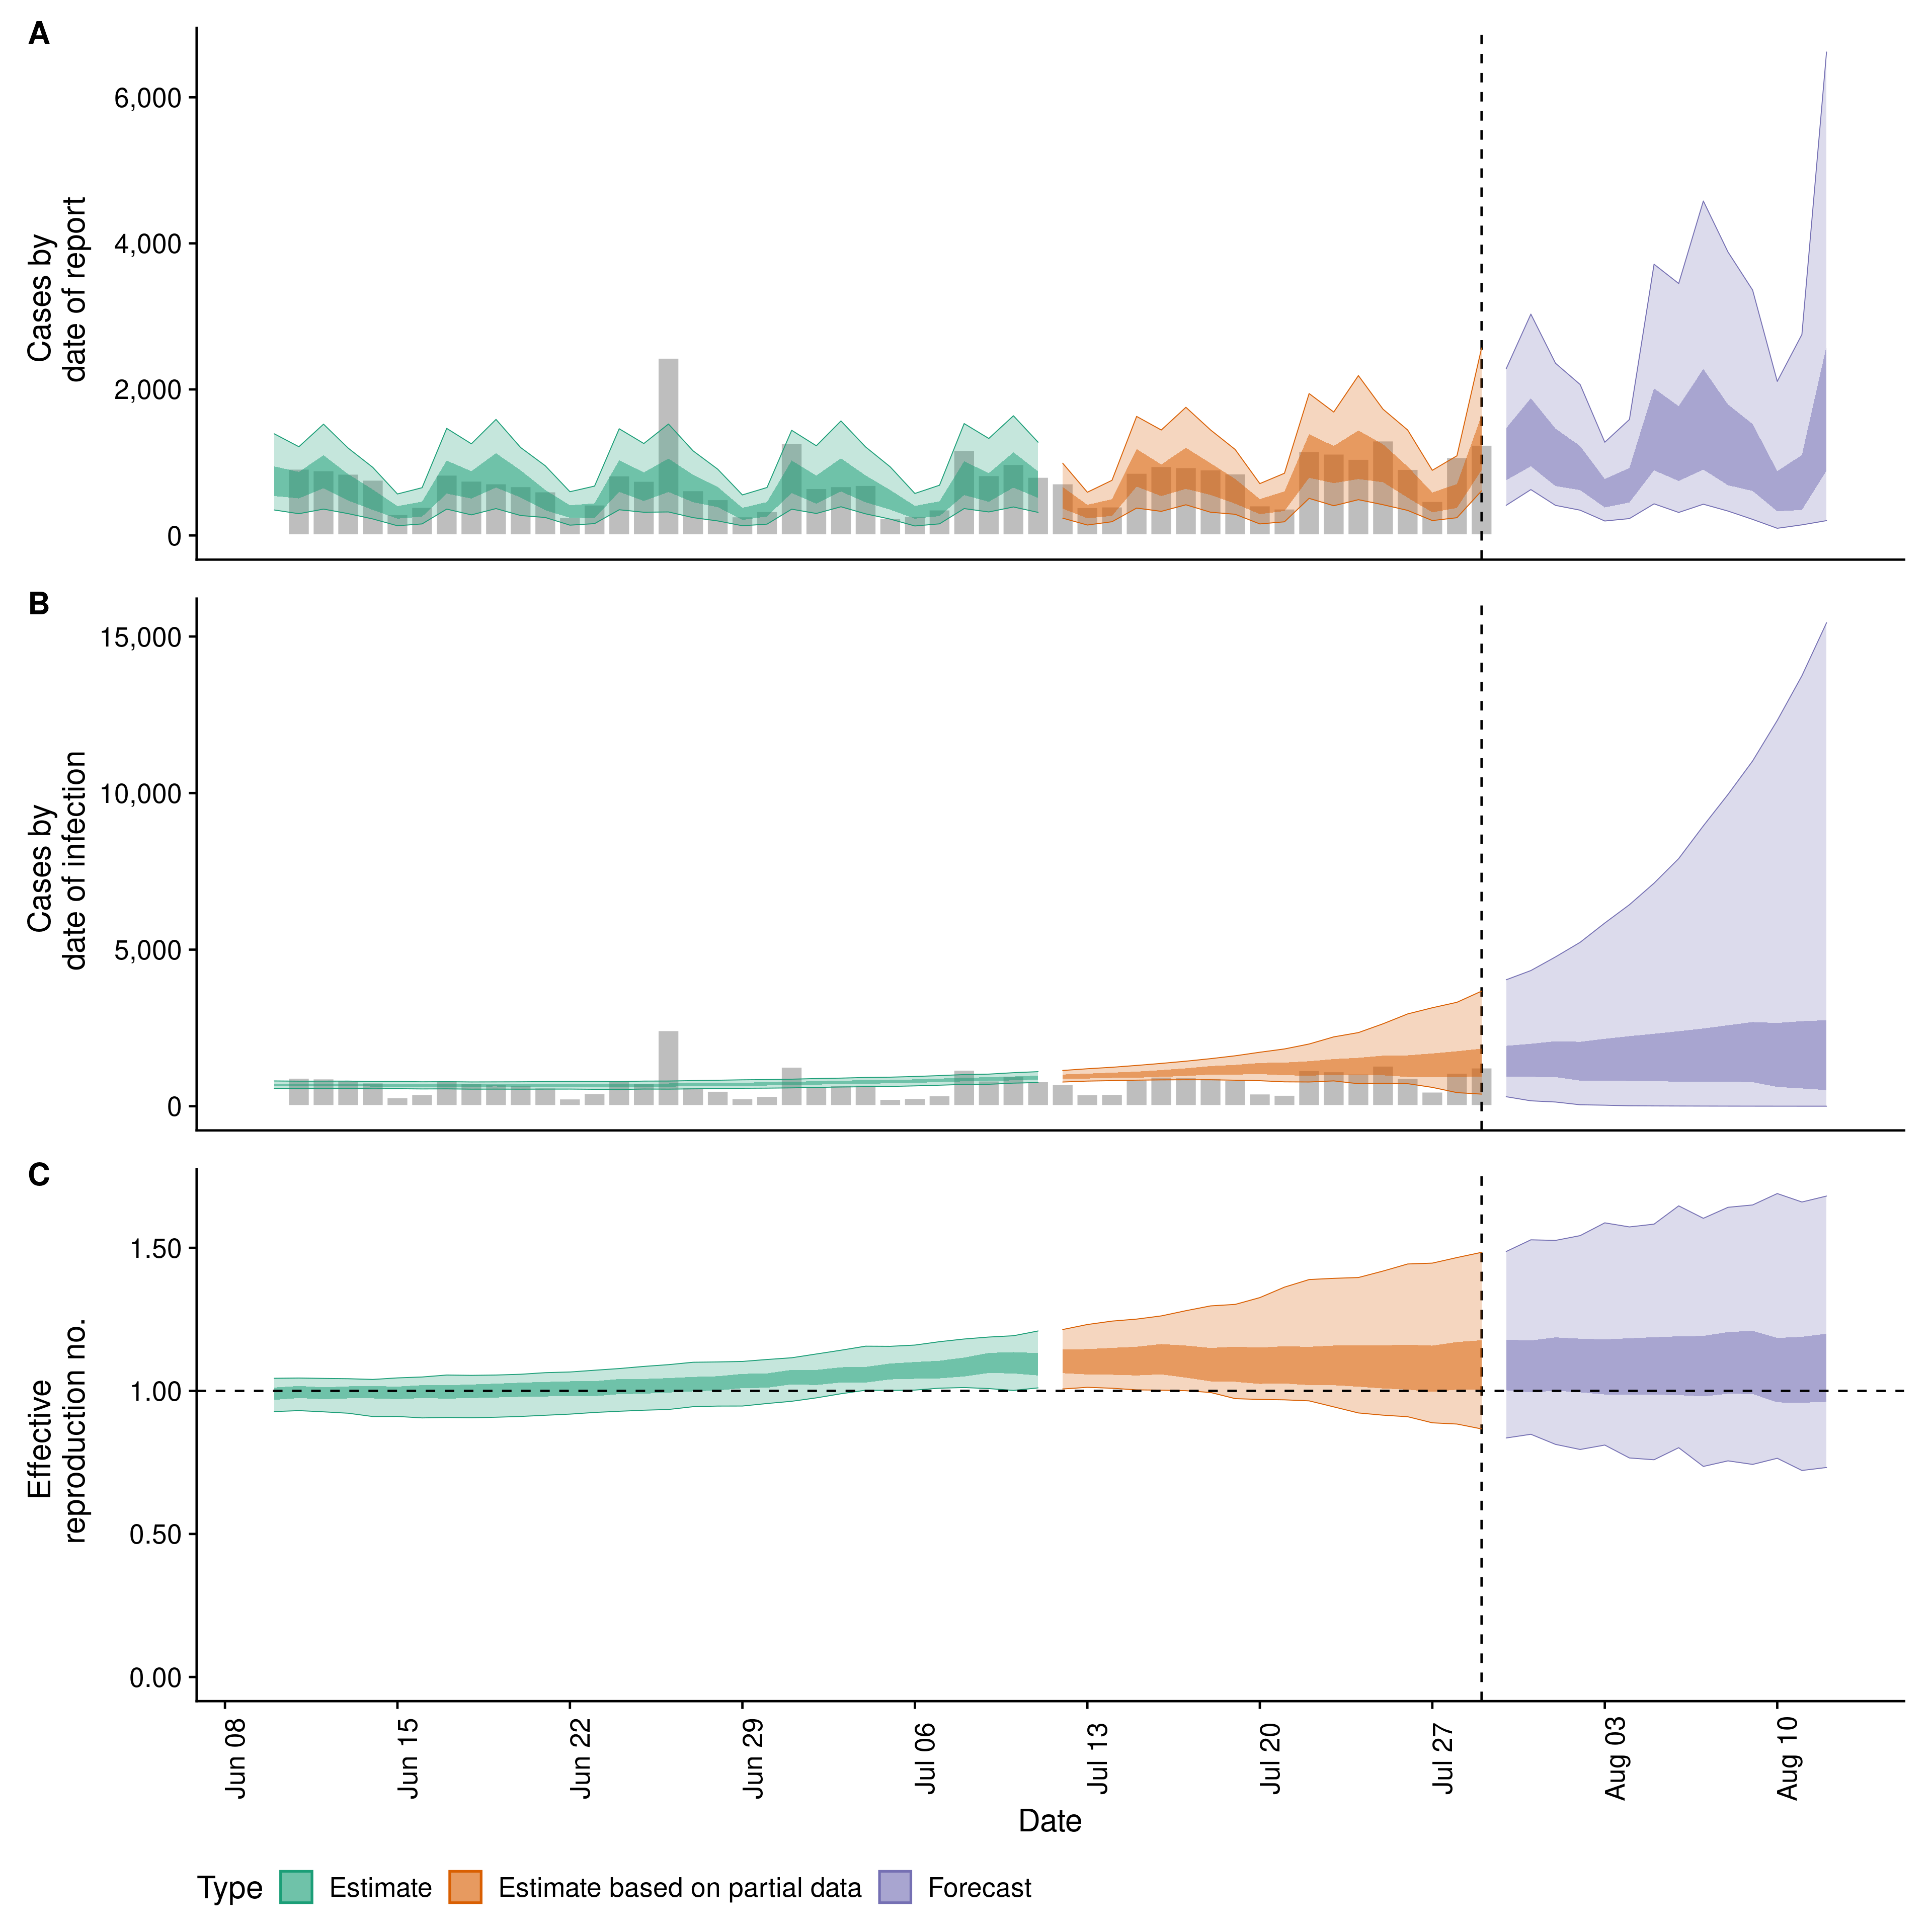 A
6,000
4,000
2,000
0
Cases by
date of report
B
15,000
10,000
5,000
0
Cases by
date of infection
C
1.50
1.00
0.50
0.00
Effective
reproduction no.
Jun 08
Jun 15
Jun 22
Jun 29
Jul 06
Jul 13
Jul 20
Jul 27
Aug 03
Aug 10
Date
Type Estimate Estimate based on partial data Forecast